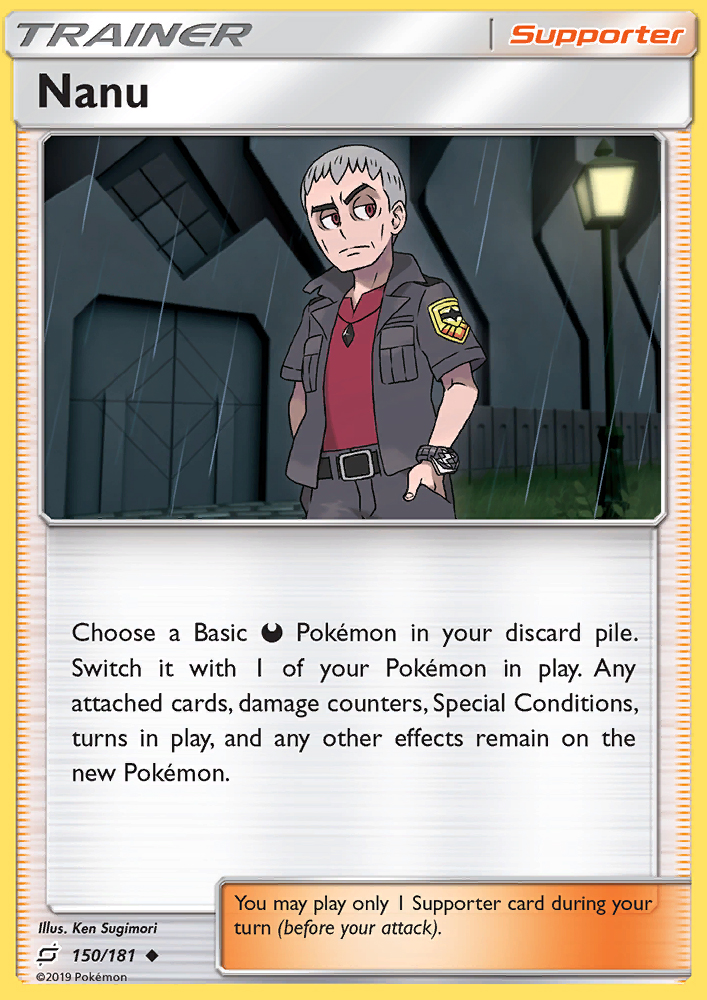 TRAINER | Supporter
Nanu
Choose a Basic Pokémon in your discard pile.
Switch it with 1 of your Pokémon in play. Any
attached cards, damage counters, Special Conditions,
turns in play, and any other effects remain on the
new Pokémon.
You may play only 1 Supporter card during your
turn (before your attack).
Illus. Ken Sugimori
150/181 ◆
©2019 Pokémon